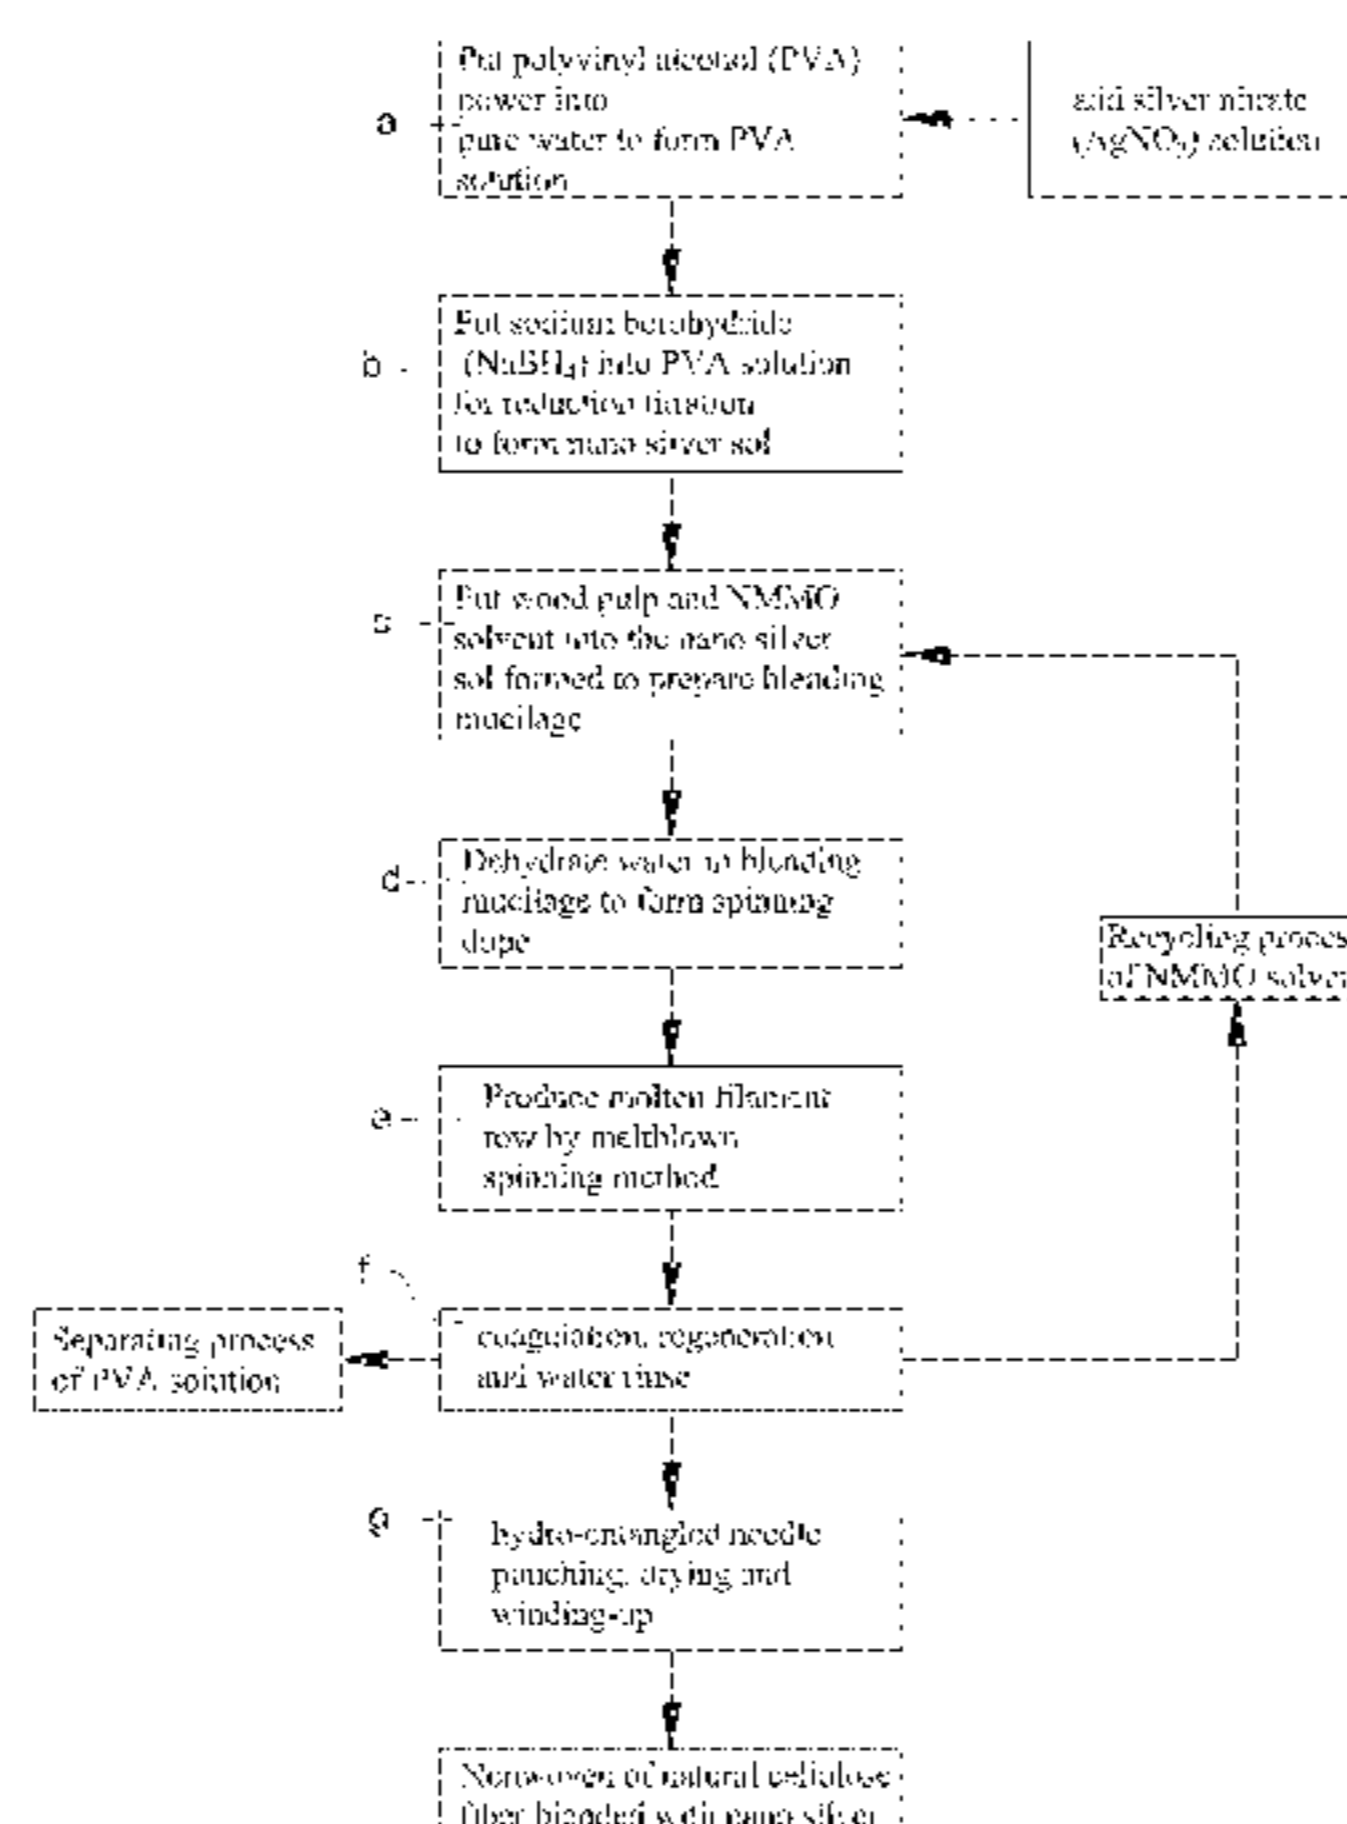 Put polyvinyl alcohol (PVA)
power into
pure water to form PVA
solution
a
add silver nitrate
(AgNO3) solution
Put sodium borohydride
(NaBH4) into PVA solution
for reduction titration
to form nano silver sol
b
Put wood gulp and NMMO
solvent into the nano silver
sol formed to prepare blending
mucilage
c
Dehydrate water in blending
mucilage to form spinning
dope
d
Recycling proces
of NMMO solven
Produce molten filament
tow by meltblown
spinning method
e
f
Separating process
of PVA solution
coagulation, regeneration
and water rinse
g
hydro-entangled needle
punching, drying and
winding-up
Nonwoven of natural cellulose
fiber blended with nano silver